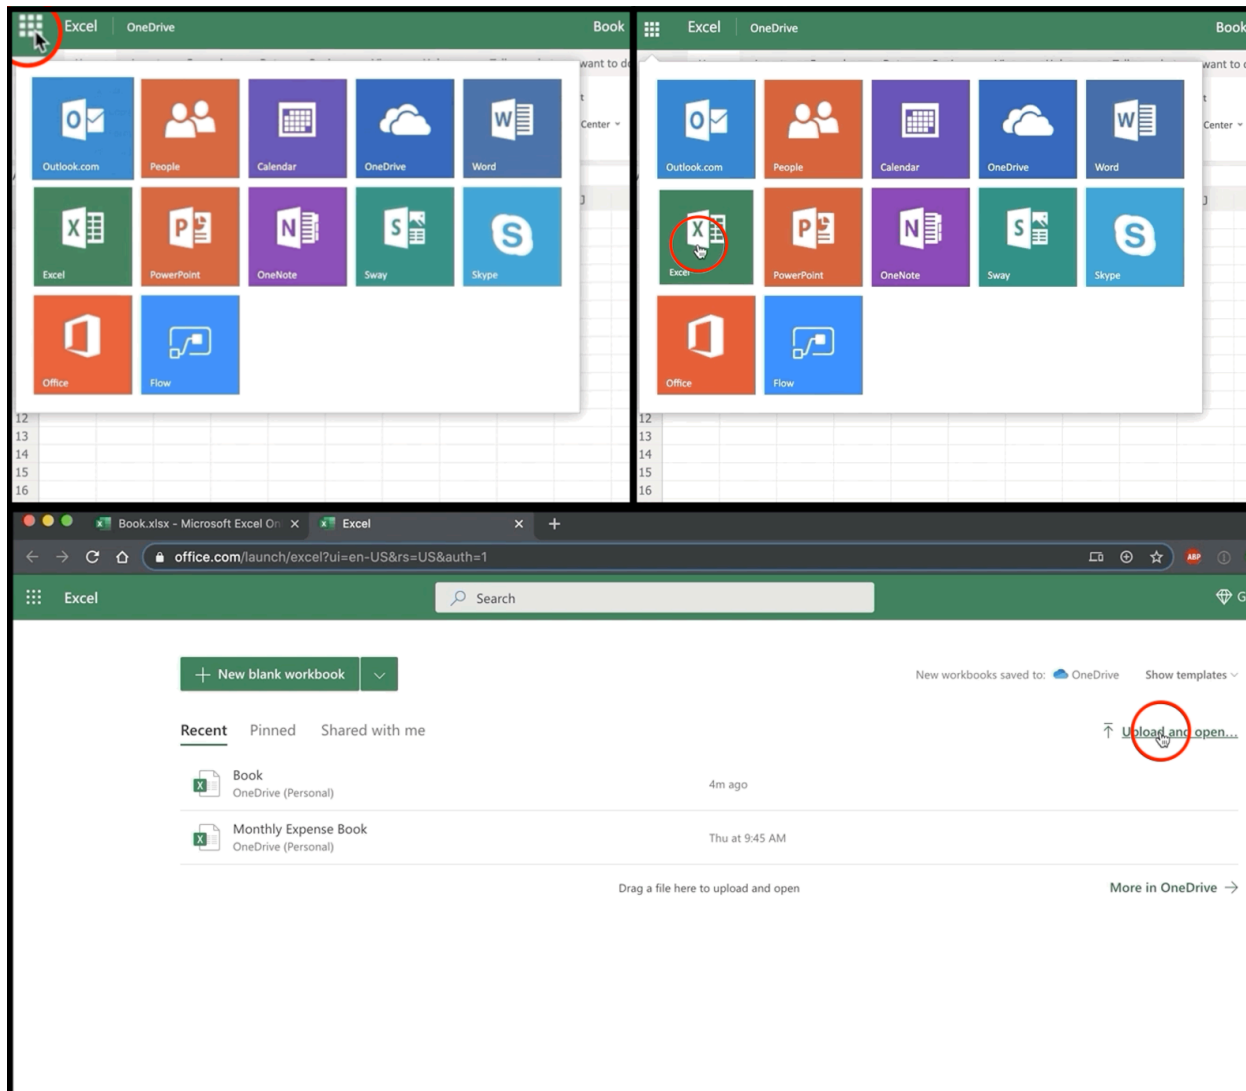 Excel OneDrive Book
want to do
Center
Outlook.com People Calendar OneDrive Word
Excel PowerPoint OneNote Sway Skype
Office Flow
12
13
14
15
16
Excel OneDrive Book
want to
Center
J
Outlook.com People Calendar OneDrive Word
Excel PowerPoint OneNote Sway Skype
Office Flow
12
13
14
15
16
Book.xlsx - Microsoft Excel On Excel
office.com/launch/excel?ui=en-US&rs=US&auth=1 ABP
Excel Search G
New blank workbook New workbooks saved to: OneDrive Show templates
Recent Pinned Shared with me Upload and open...
Book
OneDrive (Personal) 4m ago
Monthly Expense Book
OneDrive (Personal) Thu at 9:45 AM
Drag a file here to upload and open More in OneDrive